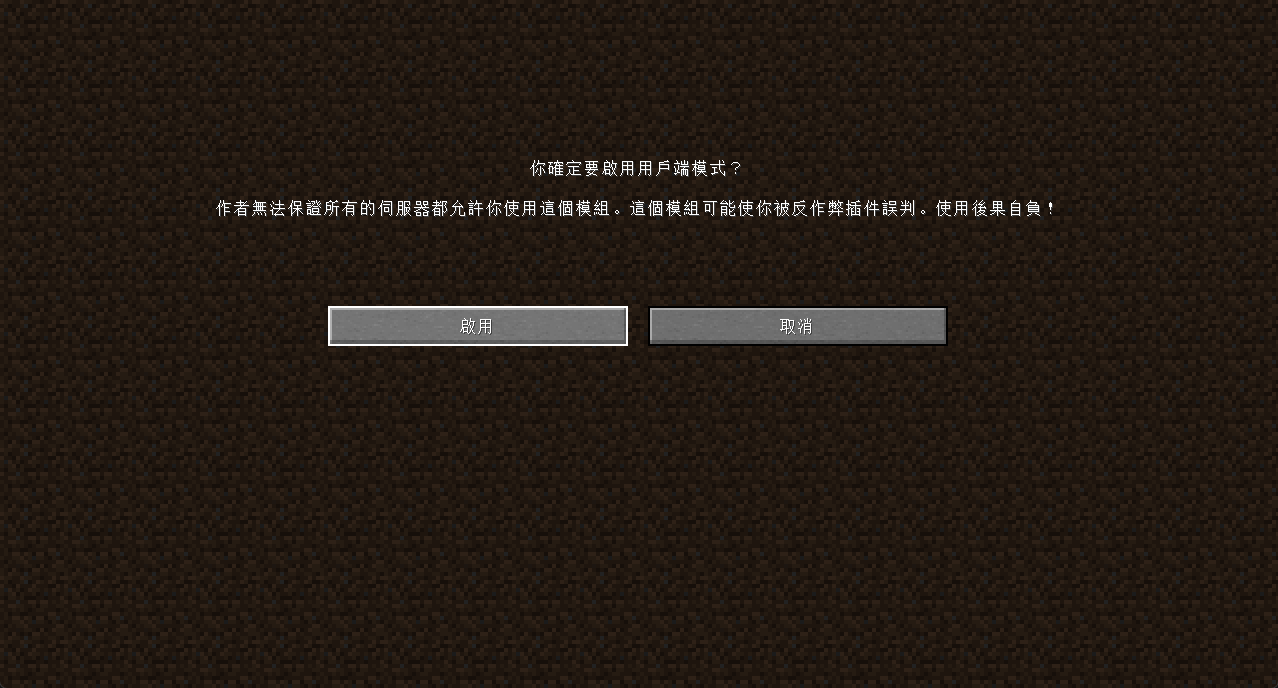 你確定要啟用用戶端模式？
作者無法保證所有的伺服器都允許你使用這個模組。這個模組可能使你被反作弊插件誤判。使用後果自負！
啟用
取消